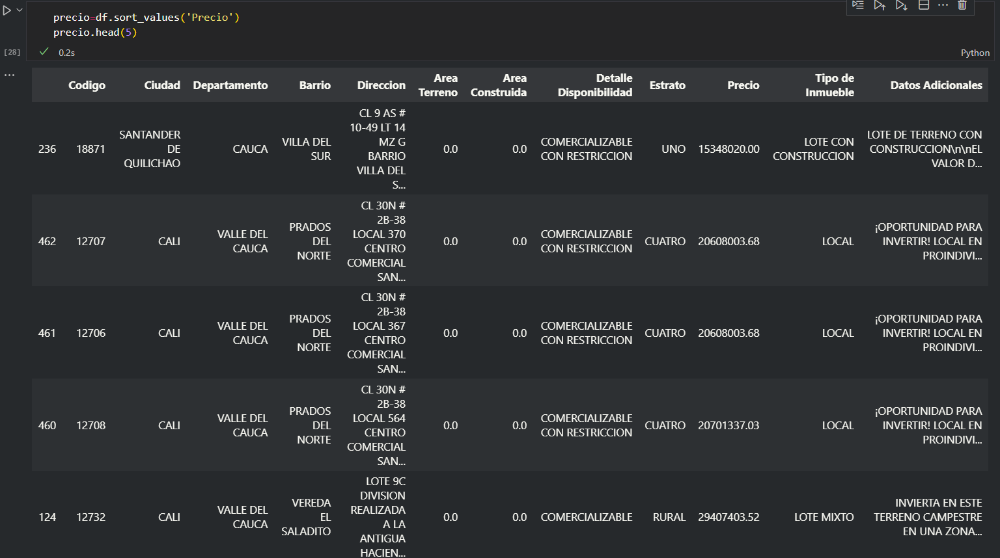 precio=df.sort_values('Precio')
precio.head(5)
[28]
0.2s
Python
...
Codigo Ciudad Departamento Barrio Direccion Area Terreno Area Construida Detalle Disponibilidad Estrato Precio Tipo de Inmueble Datos Adicionales
236 18871 SANTANDER DE QUILICHAO CAUCA VILLA DEL SUR CL 9 AS # 10-49 LT 14 MZ G BARRIO VILLA DEL S... 0.0 0.0 COMERCIALIZABLE CON RESTRICCION UNO 15348020.00 LOTE CON CONSTRUCCION LOTE DE TERRENO CON CONSTRUCCION\n\nEL VALOR D...
462 12707 CALI VALLE DEL CAUCA PRADOS DEL NORTE CL 30N # 2B-38 LOCAL 370 CENTRO COMERCIAL SAN... 0.0 0.0 COMERCIALIZABLE CON RESTRICCION CUATRO 20608003.68 LOCAL ¡OPORTUNIDAD PARA INVERTIR! LOCAL EN PROINDIVI...
461 12706 CALI VALLE DEL CAUCA PRADOS DEL NORTE CL 30N # 2B-38 LOCAL 367 CENTRO COMERCIAL SAN... 0.0 0.0 COMERCIALIZABLE CON RESTRICCION CUATRO 20608003.68 LOCAL ¡OPORTUNIDAD PARA INVERTIR! LOCAL EN PROINDIVI...
460 12708 CALI VALLE DEL CAUCA PRADOS DEL NORTE CL 30N # 2B-38 LOCAL 564 CENTRO COMERCIAL SAN... 0.0 0.0 COMERCIALIZABLE CON RESTRICCION CUATRO 20701337.03 LOCAL ¡OPORTUNIDAD PARA INVERTIR! LOCAL EN PROINDIVI...
124 12732 CALI VALLE DEL CAUCA VEREDA EL SALADITO LOTE 9C DIVISION REALIZADA A LA ANTIGUA HACIEN... 0.0 0.0 COMERCIALIZABLE RURAL 29407403.52 LOTE MIXTO INVIERTA EN ESTE TERRENO CAMPESTRE EN UNA ZONA...